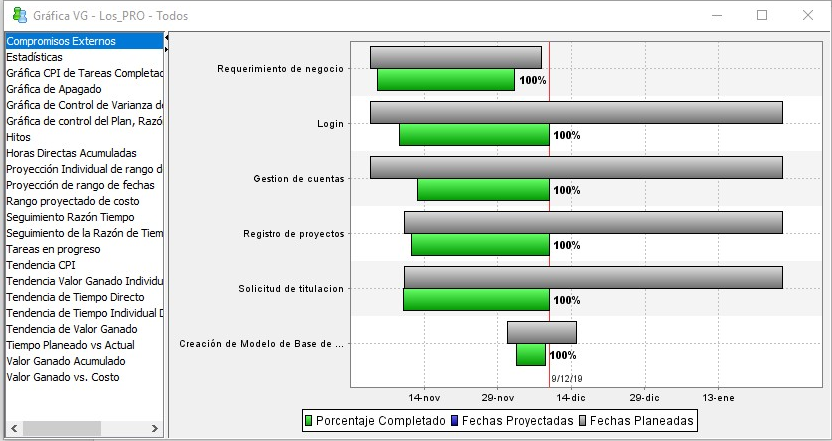 Gráfica VG - Los_PRO - Todos
Compromisos Externos
Estadísticas
Gráfica CPI de Tareas Completad
Gráfica de Apagado
Gráfica de Control de Varianza de
Gráfica de control del Plan, Razó
Hitos
Horas Directas Acumuladas
Proyección Individual de rango d
Proyección de rango de fechas
Rango proyectado de costo
Seguimiento Razón Tiempo
Seguimiento de la Razón de Tiem
Tareas en progreso
Tendencia CPI
Tendencia Valor Ganado Individu
Tendencia de Tiempo Directo
Tendencia de Tiempo Individual D
Tendencia de Valor Ganado
Tiempo Planeado vs Actual
Valor Ganado Acumulado
Valor Ganado vs. Costo
Requerimiento de negocio
100%
Login
100%
Gestion de cuentas
100%
Registro de proyectos
100%
Solicitud de titulacion
100%
Creación de Modelo de Base de ...
100%
9/12/19
14-nov 29-nov 14-dic 29-dic 13-ene
Porcentaje Completado Fechas Proyectadas Fechas Planeadas